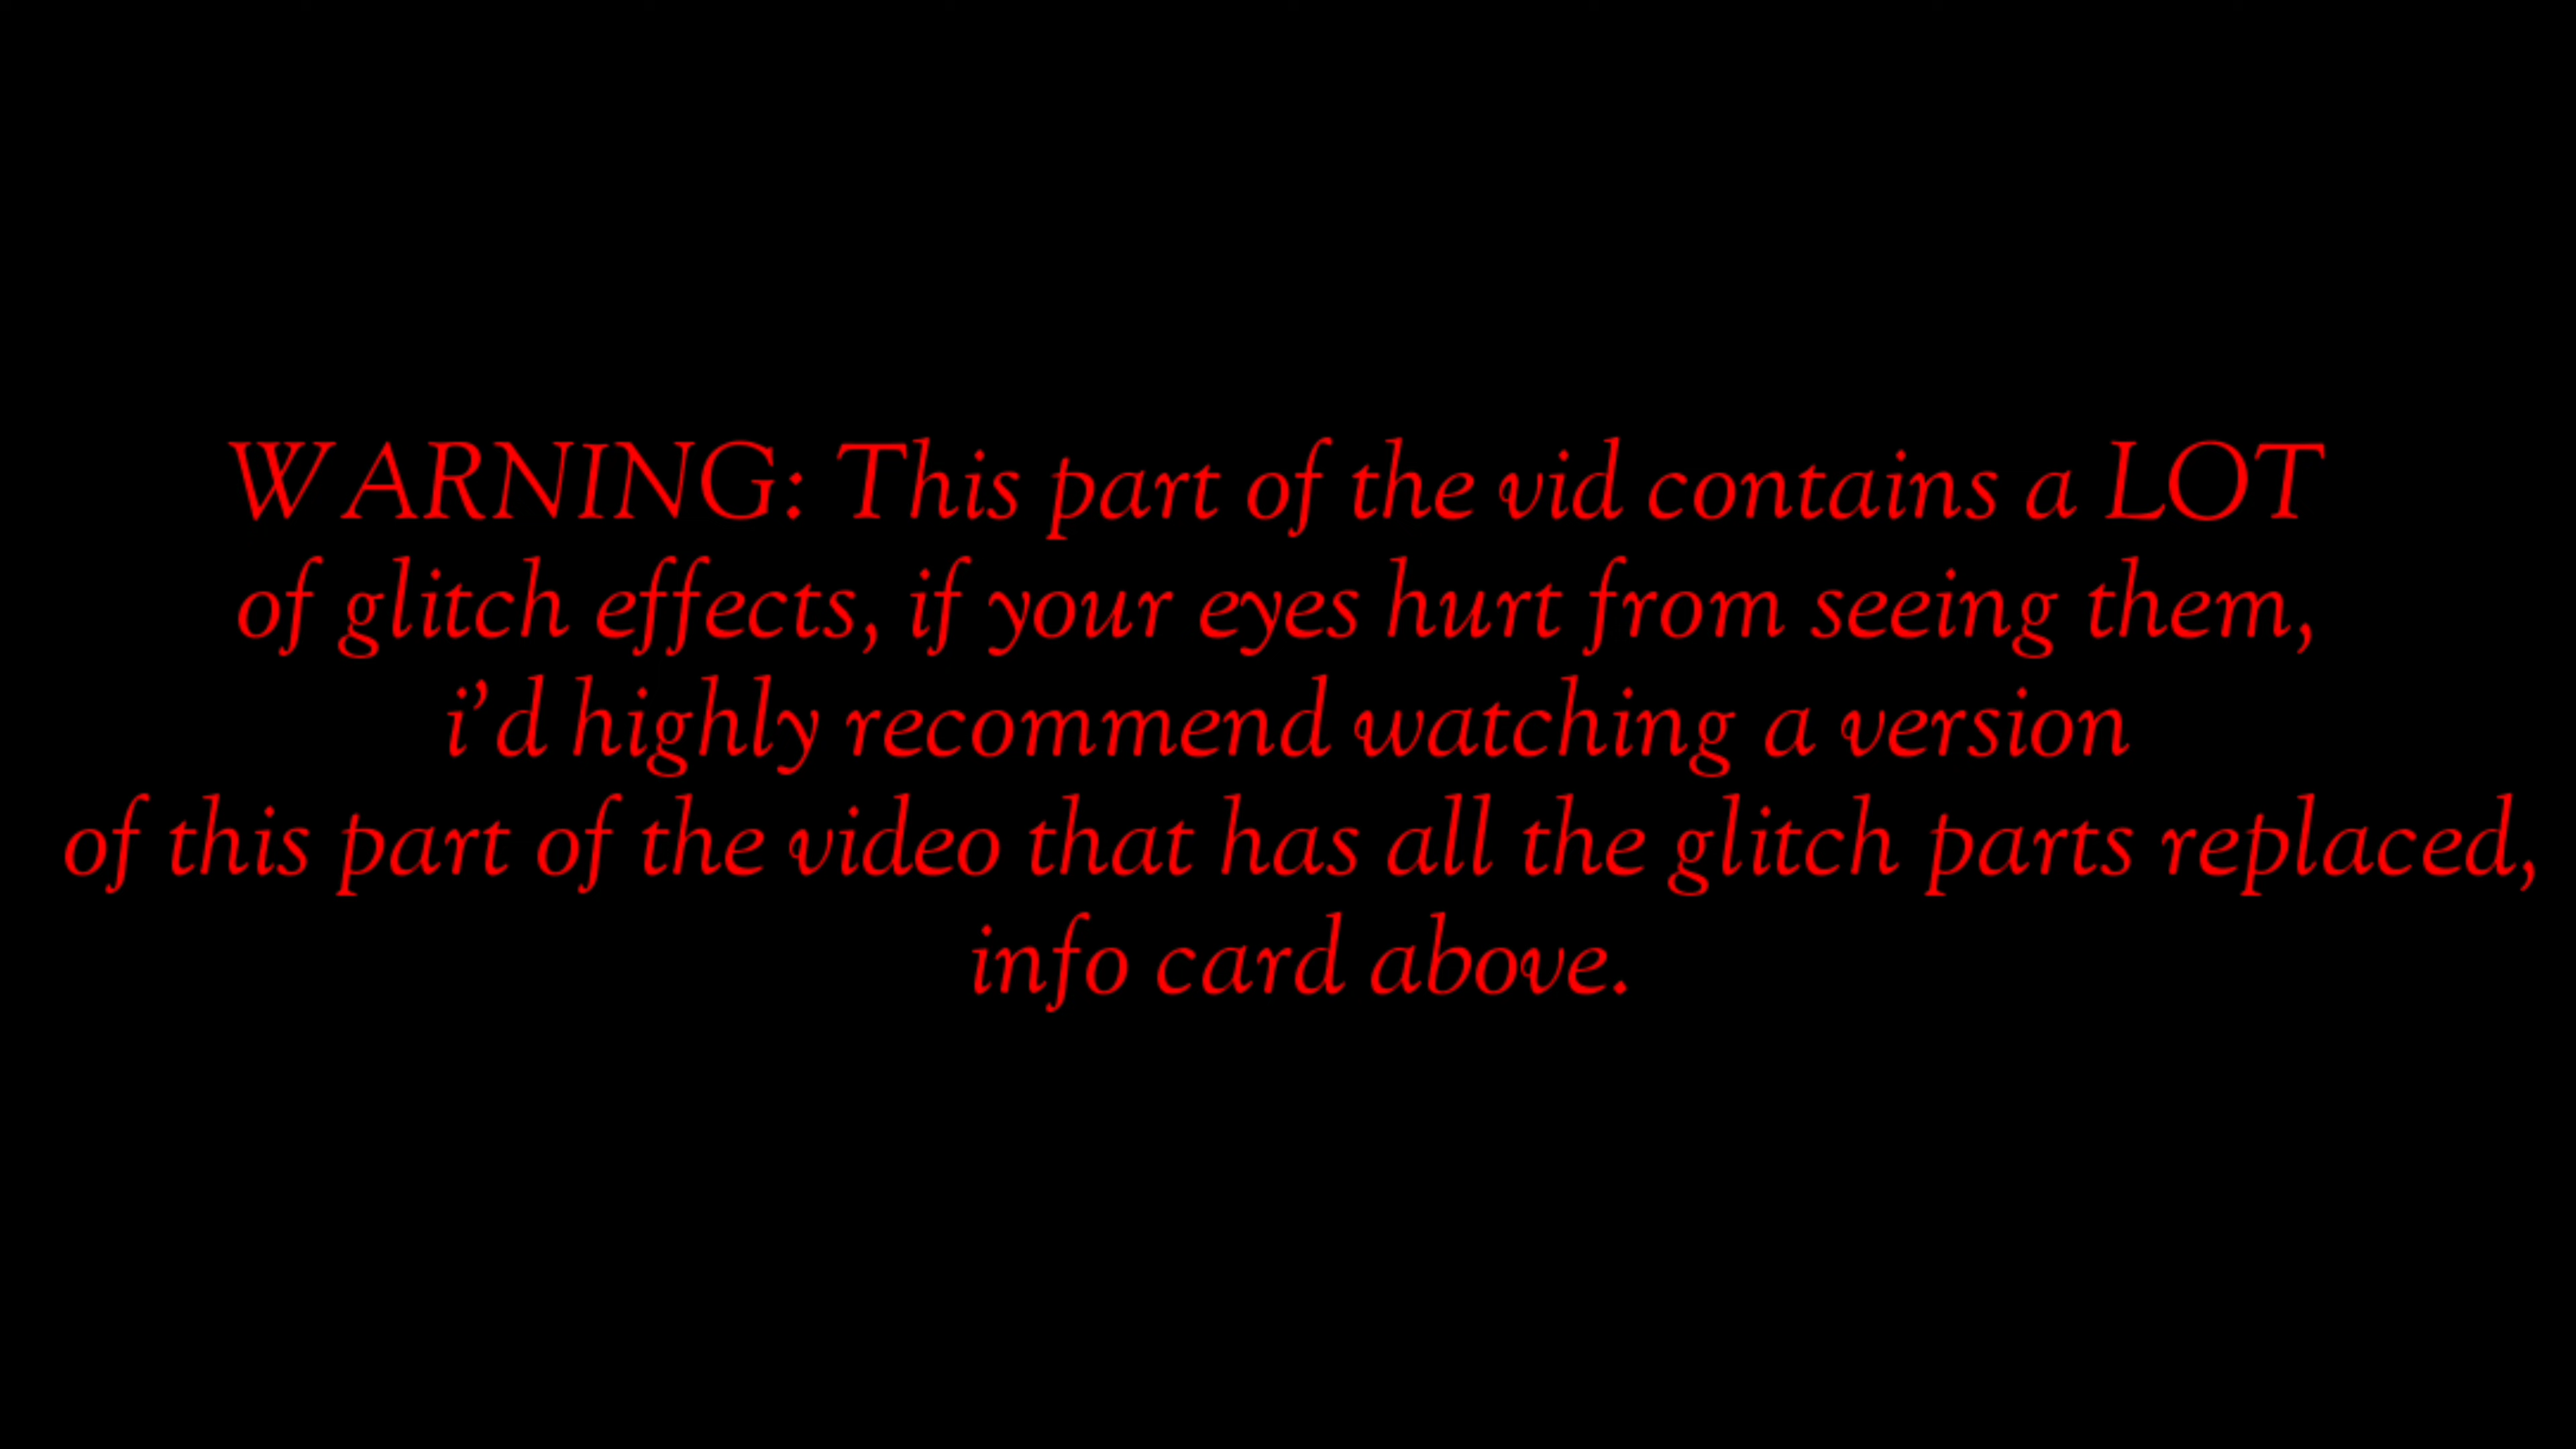 WARNING: This part of the vid contains a LOT
of glitch effects, if your eyes hurt from seeing them,
i’d highly recommend watching a version
of this part of the video that has all the glitch parts replaced,
info card above.